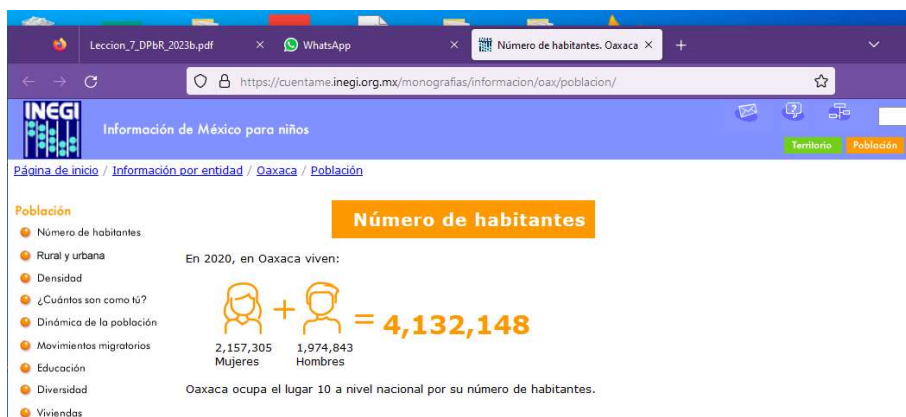 Leccion_7_DPbR_2023b.pdf
WhatsApp
Número de habitantes. Oaxaca
https://cuentame.inegi.org.mx/monografias/informacion/oax/poblacion/
INEGI
Información de México para niños
Territorio
Población
Página de inicio / Información por entidad / Oaxaca / Población
Población
Número de habitantes
Rural y urbana
Densidad
¿Cuántos son como tú?
Dinámica de la población
Movimientos migratorios
Educación
Diversidad
Viviendas
Número de habitantes
En 2020, en Oaxaca viven:
+ = 4,132,148
2,157,305 1,974,843
Mujeres Hombres
Oaxaca ocupa el lugar 10 a nivel nacional por su número de habitantes.